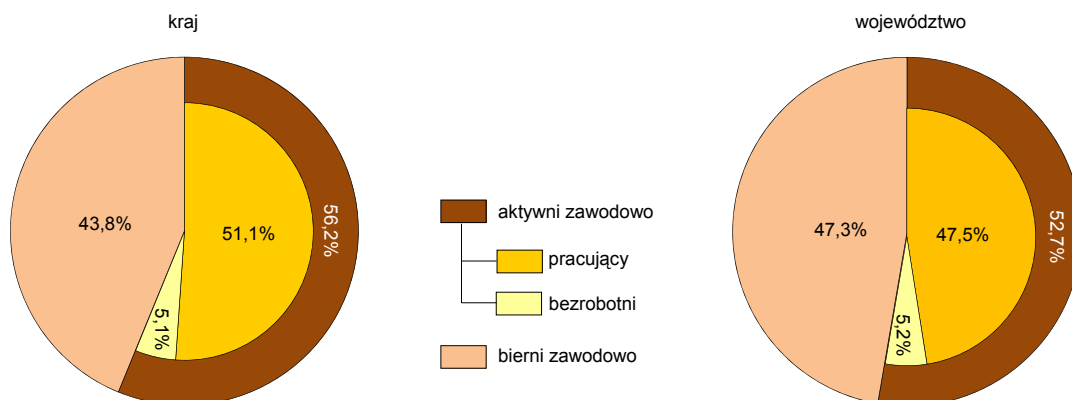 kraj
43,8%
51,1%
56,2%
5,1%
aktywni zawodowo
pracujący
bezrobotni
bierni zawodowo
województwo
47,3%
47,5%
52,7%
5,2%